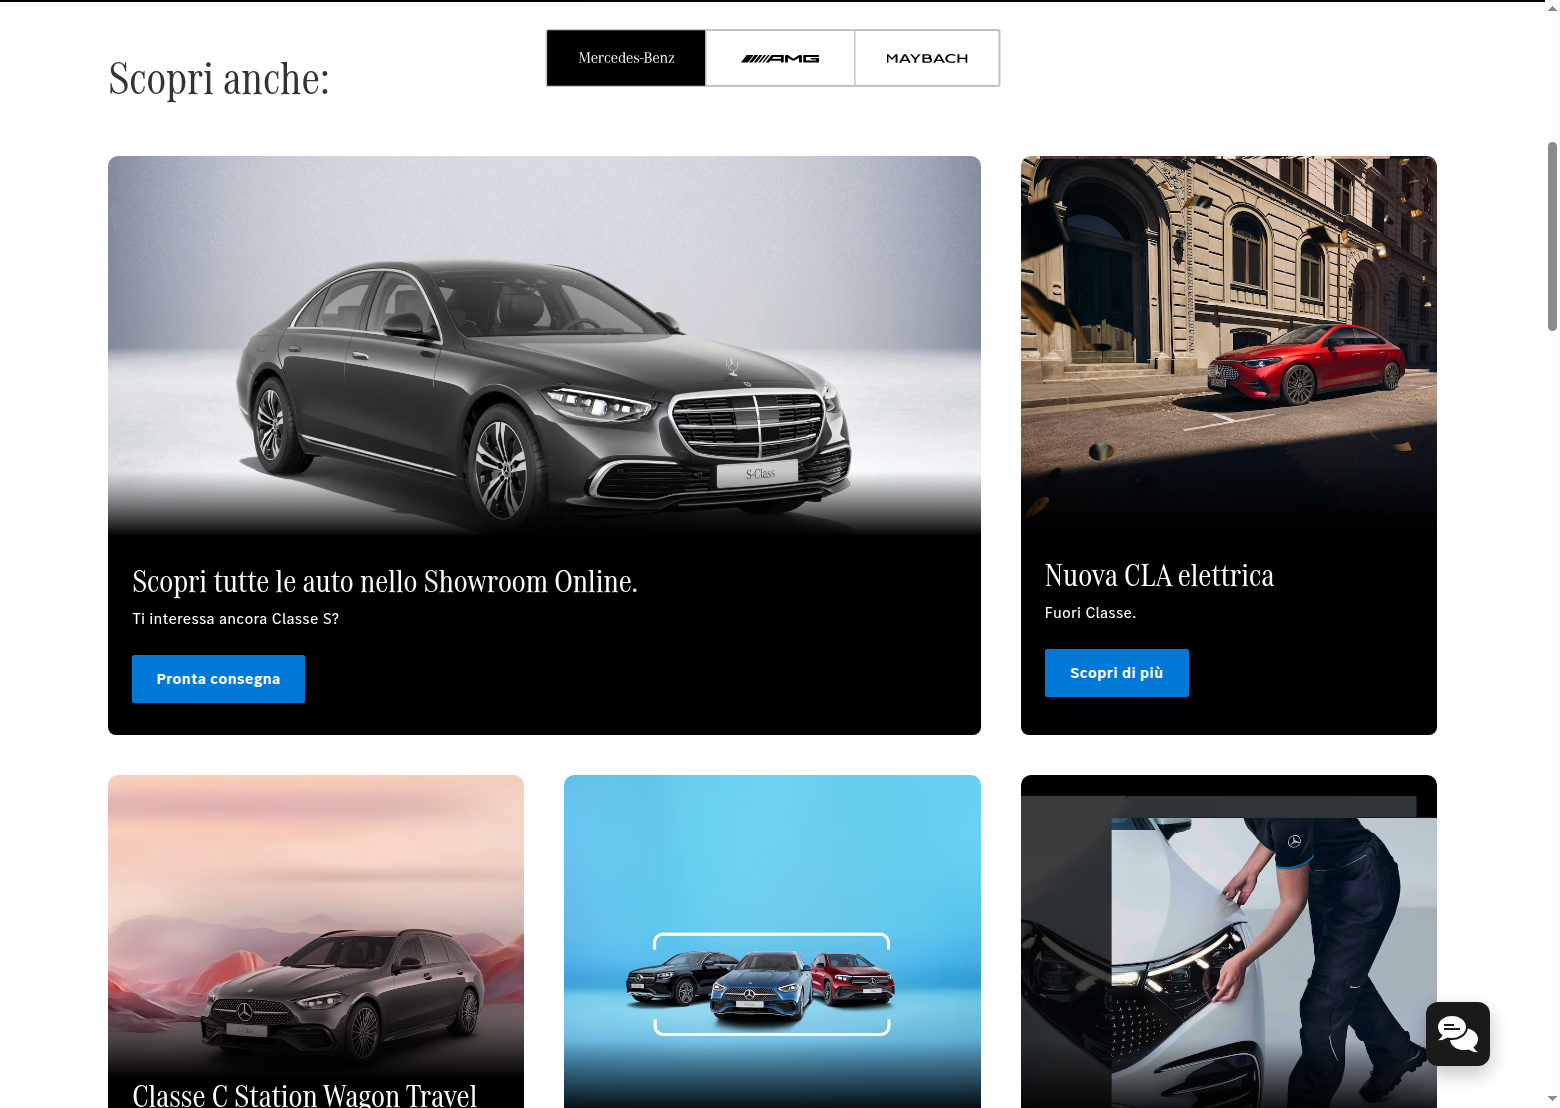 Scopri anche:
Mercedes-Benz
AMG
MAYBACH
S-Class
Scopri tutte le auto nello Showroom Online.
Ti interessa ancora Classe S?
Pronta consegna
Nuova CLA elettrica
Fuori Classe.
Scopri di più
Classe C Station Wagon Travel